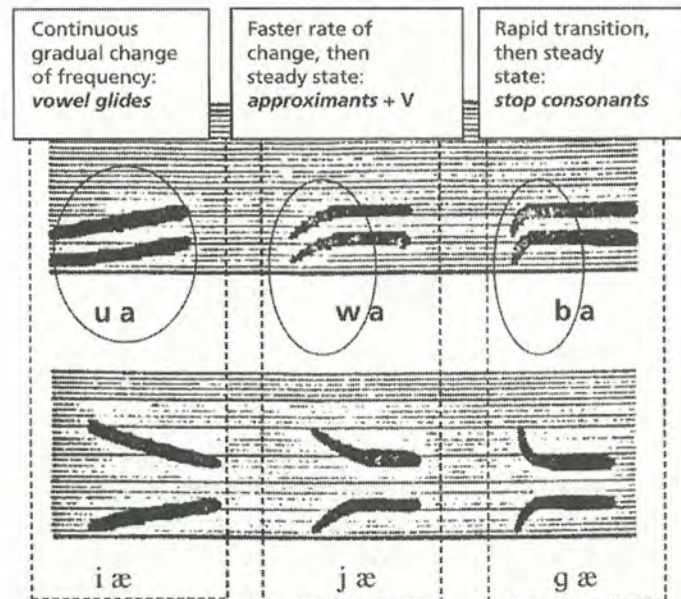 Continuous
gradual change
of frequency:
vowel glides
Faster rate of
change, then
steady state:
approximants + V
Rapid transition,
then steady
state:
stop consonants
u a
w a
b a
i æ
j æ
g æ